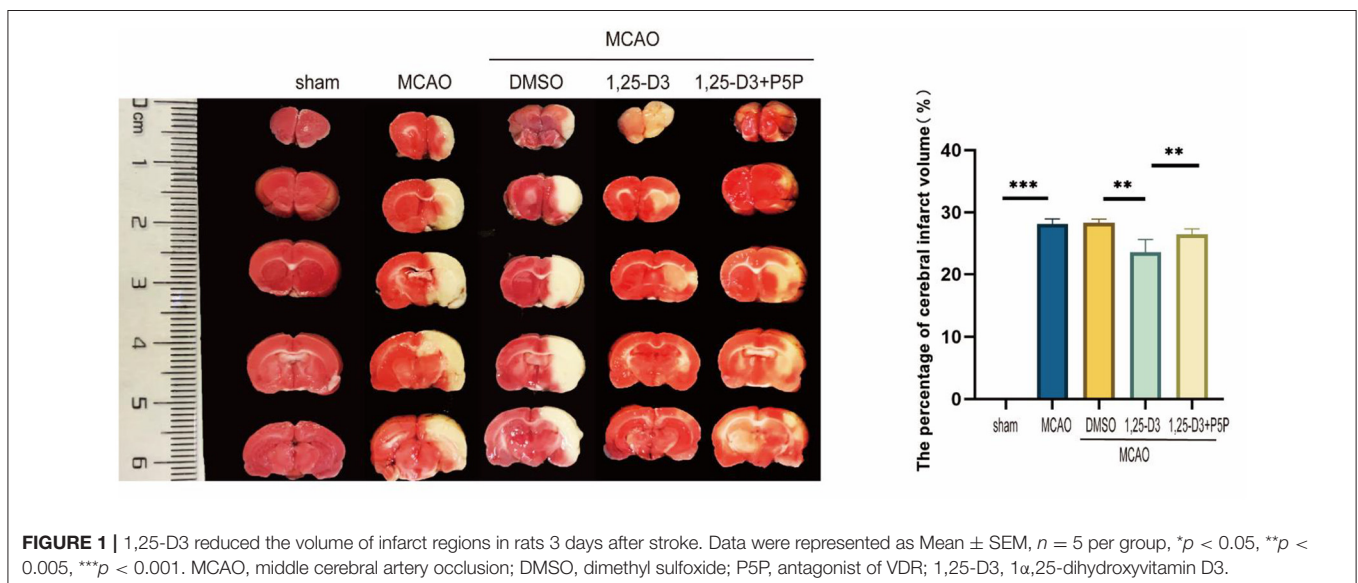 MCAO
sham MCAO DMSO 1,25-D3 1,25-D3+P5P
0
cm
1
2
3
4
5
6
The percentage of cerebral infarct volume(%)
40
30
20
10
0
***
**
**
sham MCAO DMSO 1,25-D3 1,25-D3+P5P
MCAO
FIGURE 1 | 1,25-D3 reduced the volume of infarct regions in rats 3 days after stroke. Data were represented as Mean ± SEM, n = 5 per group, *p < 0.05, **p <
0.005, ***p < 0.001. MCAO, middle cerebral artery occlusion; DMSO, dimethyl sulfoxide; P5P, antagonist of VDR; 1,25-D3, 1α,25-dihydroxyvitamin D3.